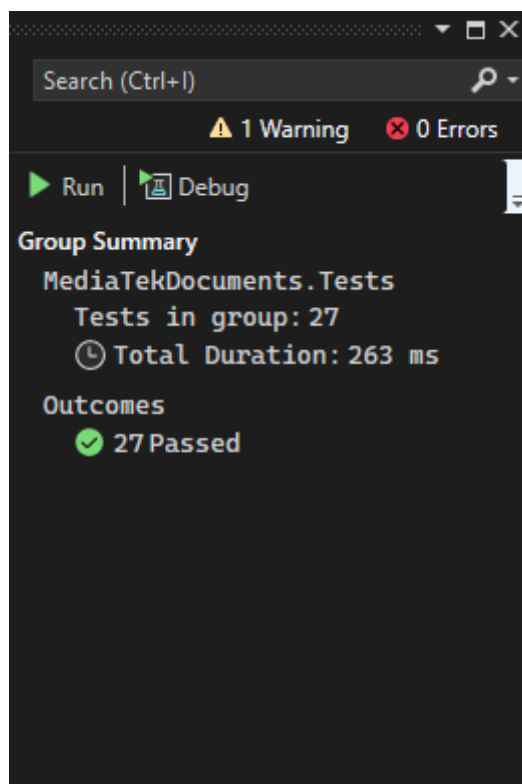 Search (Ctrl+I)
1 Warning 0 Errors
Run Debug
Group Summary
MediaTekDocuments.Tests
Tests in group: 27
Total Duration: 263 ms
Outcomes
27 Passed